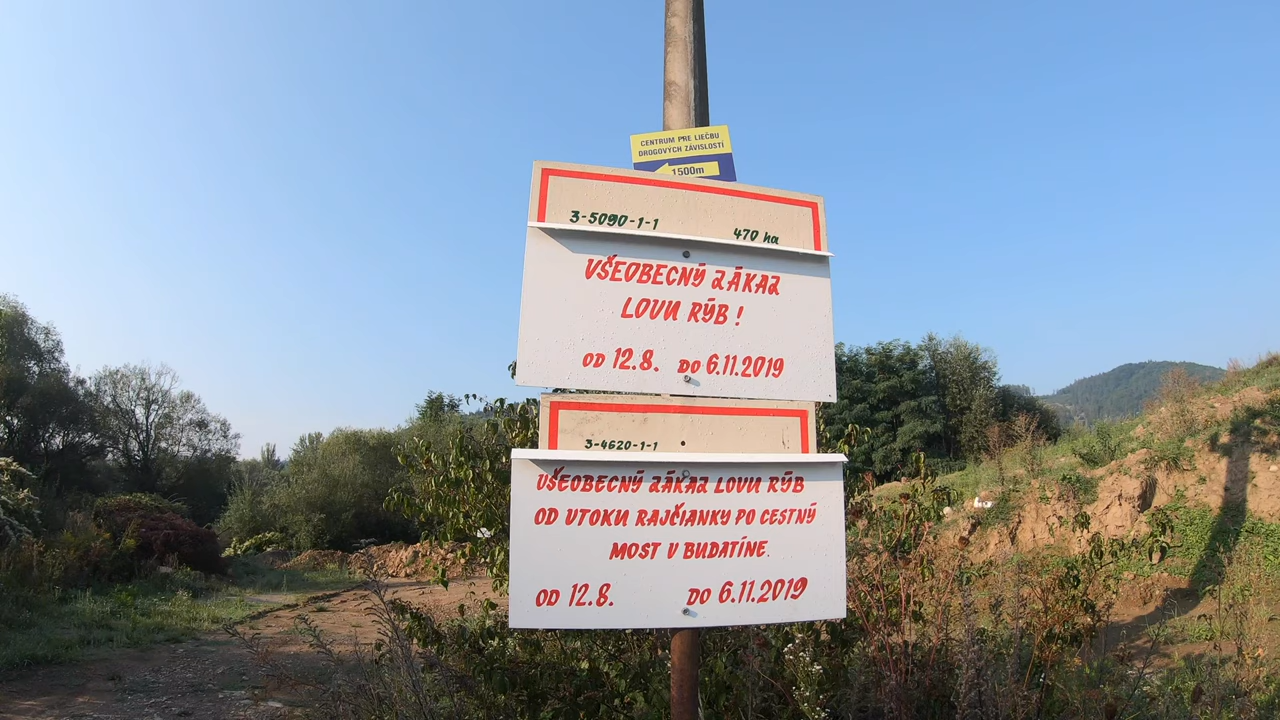 CENTRUM PRE LIEČBU
DROGOVÝCH ZÁVISLOSTÍ
1500m
3-5090-1-1 470 ha
VŠEOBECNÝ ZÁKAZ
LOVU RÝB!
OD 12.8. DO 6.11.2019
3-4620-1-1
VŠEOBECNÝ ZÁKAZ LOVU RÝB
OD VTOKU RAJČIANKY PO CESTNÝ
MOST V BUDATÍNE.
OD 12.8. DO 6.11.2019